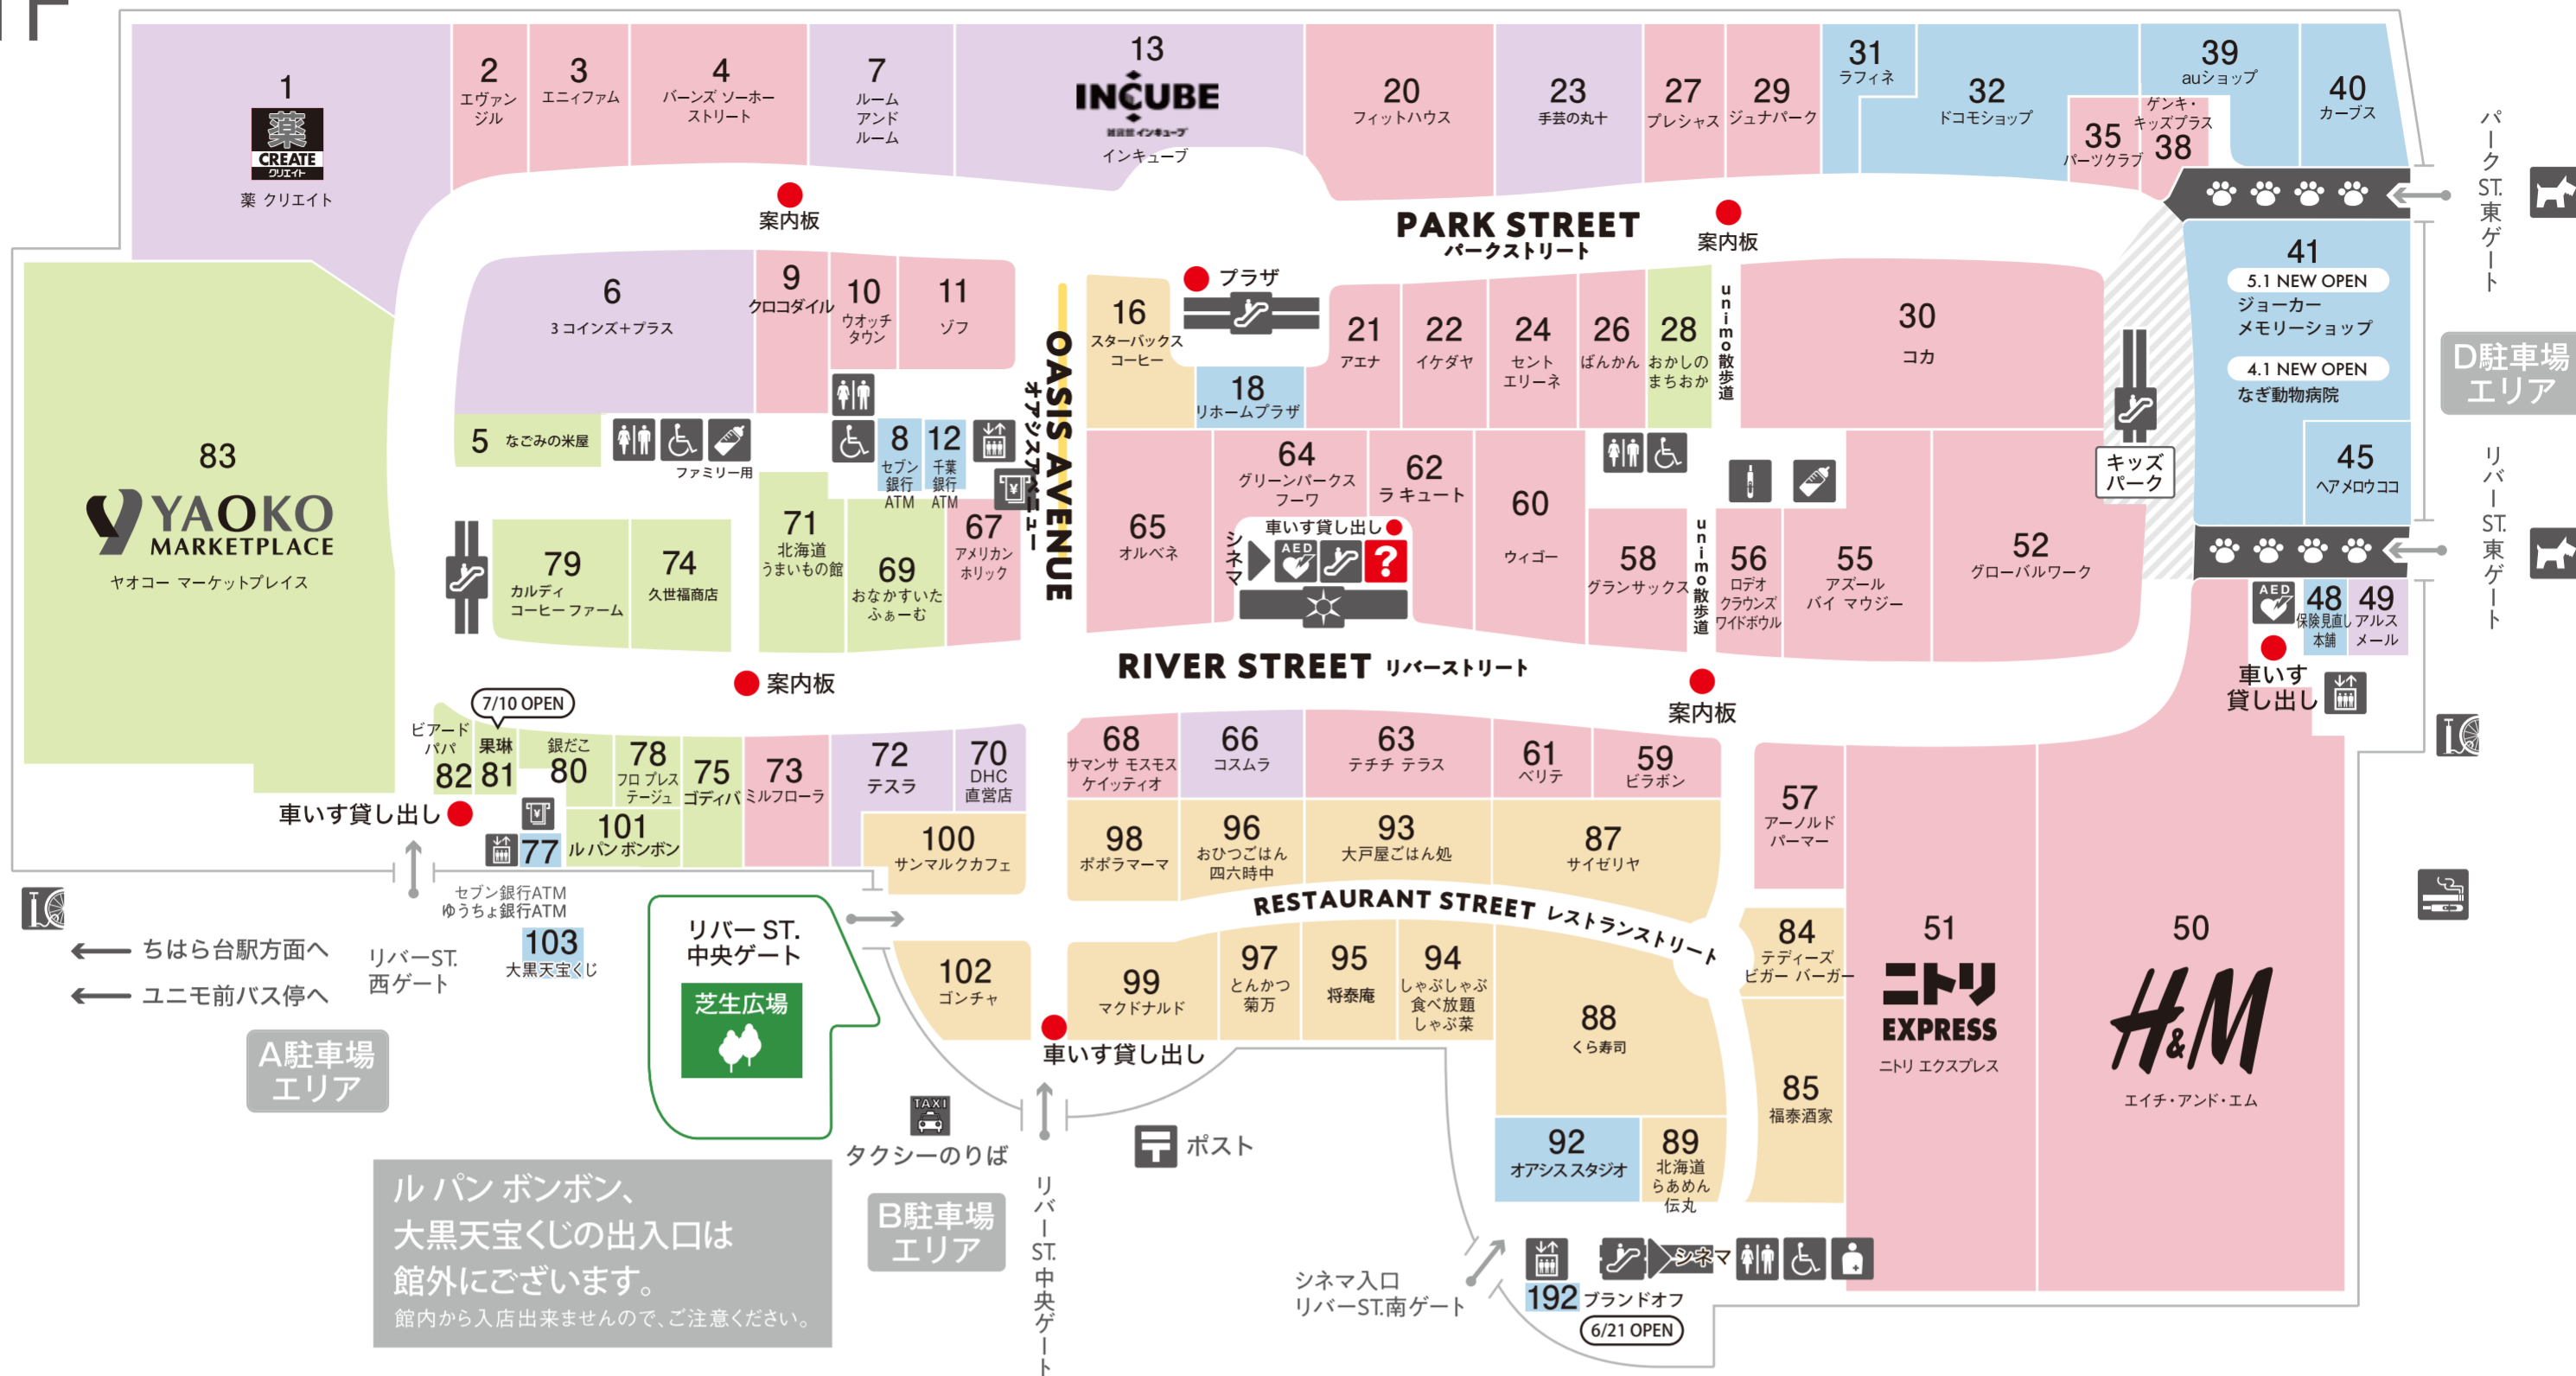 1F
1
薬
CREATE
クリエイト
薬 クリエイト
2
エヴァン
ジル
3
エニィファム
4
バーンズ ソーホー
ストリート
7
ルーム
アンド
ルーム
13
INCUBE
雑貨館インキューブ
インキューブ
20
フィットハウス
23
手芸の丸十
27
プレシャス
29
ジュナパーク
31
ラフィネ
32
ドコモショップ
39
auショップ
40
カーブス
35
パーツクラブ
ゲンキ・
キッズプラス
38
パークST.東ゲート
案内板
PARK STREET
パークストリート
案内板
6
3 コインズ+プラス
9
クロコダイル
10
ウオッチ
タウン
11
ゾフ
OASIS AVENUE
オアシスアベニュー
16
スターバックス
コーヒー
プラザ
18
リホームプラザ
21
アエナ
22
イケダヤ
24
セント
エリーネ
26
ばんかん
28
おかしの
まちおか
unimo散歩道
30
コカ
キッズ
パーク
41
5.1 NEW OPEN
ジョーカー
メモリーショップ
4.1 NEW OPEN
なぎ動物病院
45
ヘアメロウココ
D駐車場
エリア
リバーST.東ゲート
83
YAOKO
MARKETPLACE
ヤオコー マーケットプレイス
5 なごみの米屋
ファミリー用
8
セブン
銀行
ATM
12
千葉
銀行
ATM
79
カルディ
コーヒー ファーム
74
久世福商店
71
北海道
うまいもの館
69
おなかすいた
ふぁーむ
67
アメリカン
ホリック
65
オルベネ
64
グリーンパークス
フーワ
62
ラ キュート
車いす貸し出し
シネマ
AED
?
60
ウィゴー
58
グランサックス
unimo散歩道
56
ロデオ
クラウンズ
ワイドボウル
55
アズール
バイ マウジー
52
グローバルワーク
AED
48
保険見直し
本舗
49
アルス
メール
車いす
貸し出し
RIVER STREET リバーストリート
案内板
案内板
7/10 OPEN
ビアード
パパ
82
果琳
81
銀だこ
80
78
フロ プレス
テージュ
75
ゴディバ
73
ミルフローラ
72
テスラ
70
DHC
直営店
68
サマンサ モスモス
ケイッティオ
66
コスムラ
63
テチチ テラス
61
ベリテ
59
ビラボン
57
アーノルド
パーマー
車いす貸し出し
77
101
ル パン ボンボン
100
サンマルクカフェ
98
ポポラマーマ
96
おひつごはん
四六時中
93
大戸屋ごはん処
87
サイゼリヤ
セブン銀行ATM
ゆうちょ銀行ATM
103
大黒天宝くじ
ちはら台駅方面へ
ユニモ前バス停へ
リバーST.
西ゲート
A駐車場
エリア
リバー ST.
中央ゲート
芝生広場
RESTAURANT STREET レストランストリート
102
ゴンチャ
99
マクドナルド
97
とんかつ
菊万
95
将泰庵
94
しゃぶしゃぶ
食べ放題
しゃぶ菜
88
くら寿司
84
テディーズ
ビガー バーガー
85
福泰酒家
51
ニトリ
EXPRESS
ニトリ エクスプレス
50
H&M
エイチ・アンド・エム
車いす貸し出し
TAXI
タクシーのりば
ポスト
B駐車場
エリア
リバーST.中央ゲート
92
オアシス スタジオ
89
北海道
らあめん
伝丸
シネマ入口
リバーST.南ゲート
シネマ
192 ブランドオフ
6/21 OPEN
ル パン ボンボン、
大黒天宝くじの出入口は
館外にございます。
館内から入店出来ませんので、ご注意ください。